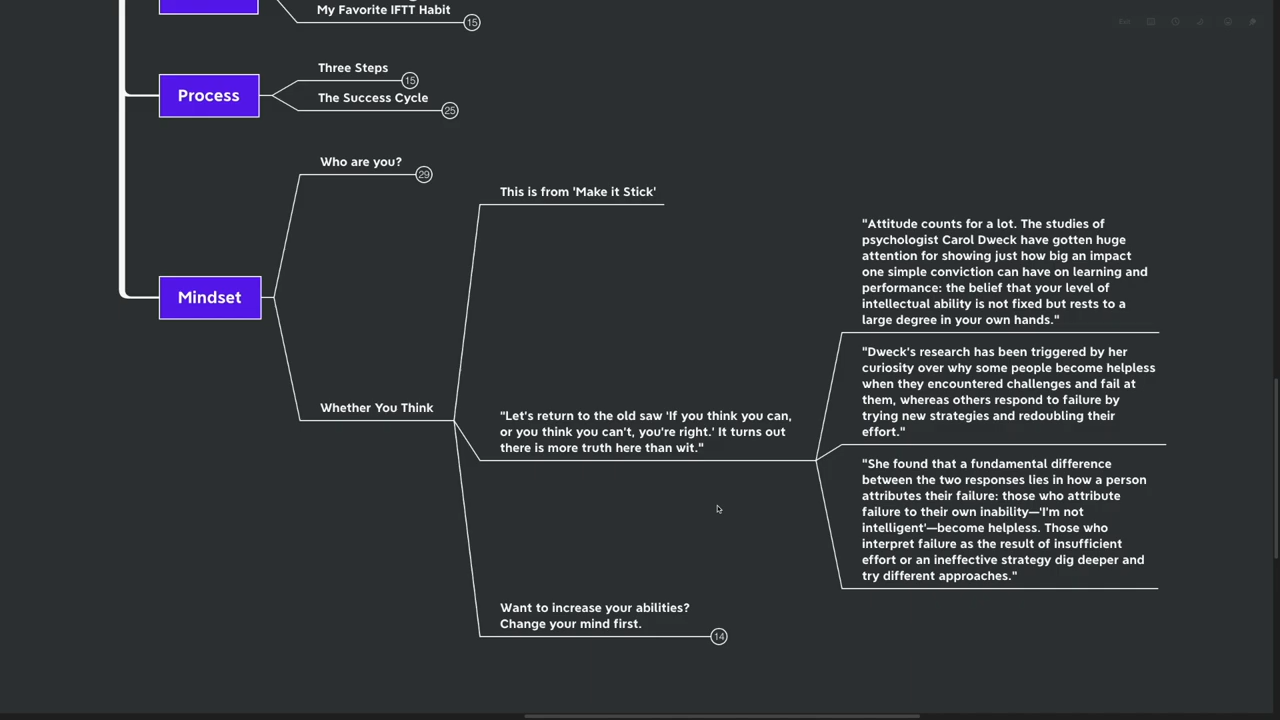 My Favorite IFTT Habit
15
Process
Three Steps
15
The Success Cycle
25
Mindset
Who are you?
29
Whether You Think
This is from 'Make it Stick'
"Let's return to the old saw 'If you think you can,
or you think you can't, you're right.' It turns out
there is more truth here than wit."
"Attitude counts for a lot. The studies of
psychologist Carol Dweck have gotten huge
attention for showing just how big an impact
one simple conviction can have on learning and
performance: the belief that your level of
intellectual ability is not fixed but rests to a
large degree in your own hands."
"Dweck's research has been triggered by her
curiosity over why some people become helpless
when they encountered challenges and fail at
them, whereas others respond to failure by
trying new strategies and redoubling their
effort."
"She found that a fundamental difference
between the two responses lies in how a person
attributes their failure: those who attribute
failure to their own inability—'I'm not
intelligent'—become helpless. Those who
interpret failure as the result of insufficient
effort or an ineffective strategy dig deeper and
try different approaches."
Want to increase your abilities?
Change your mind first.
14